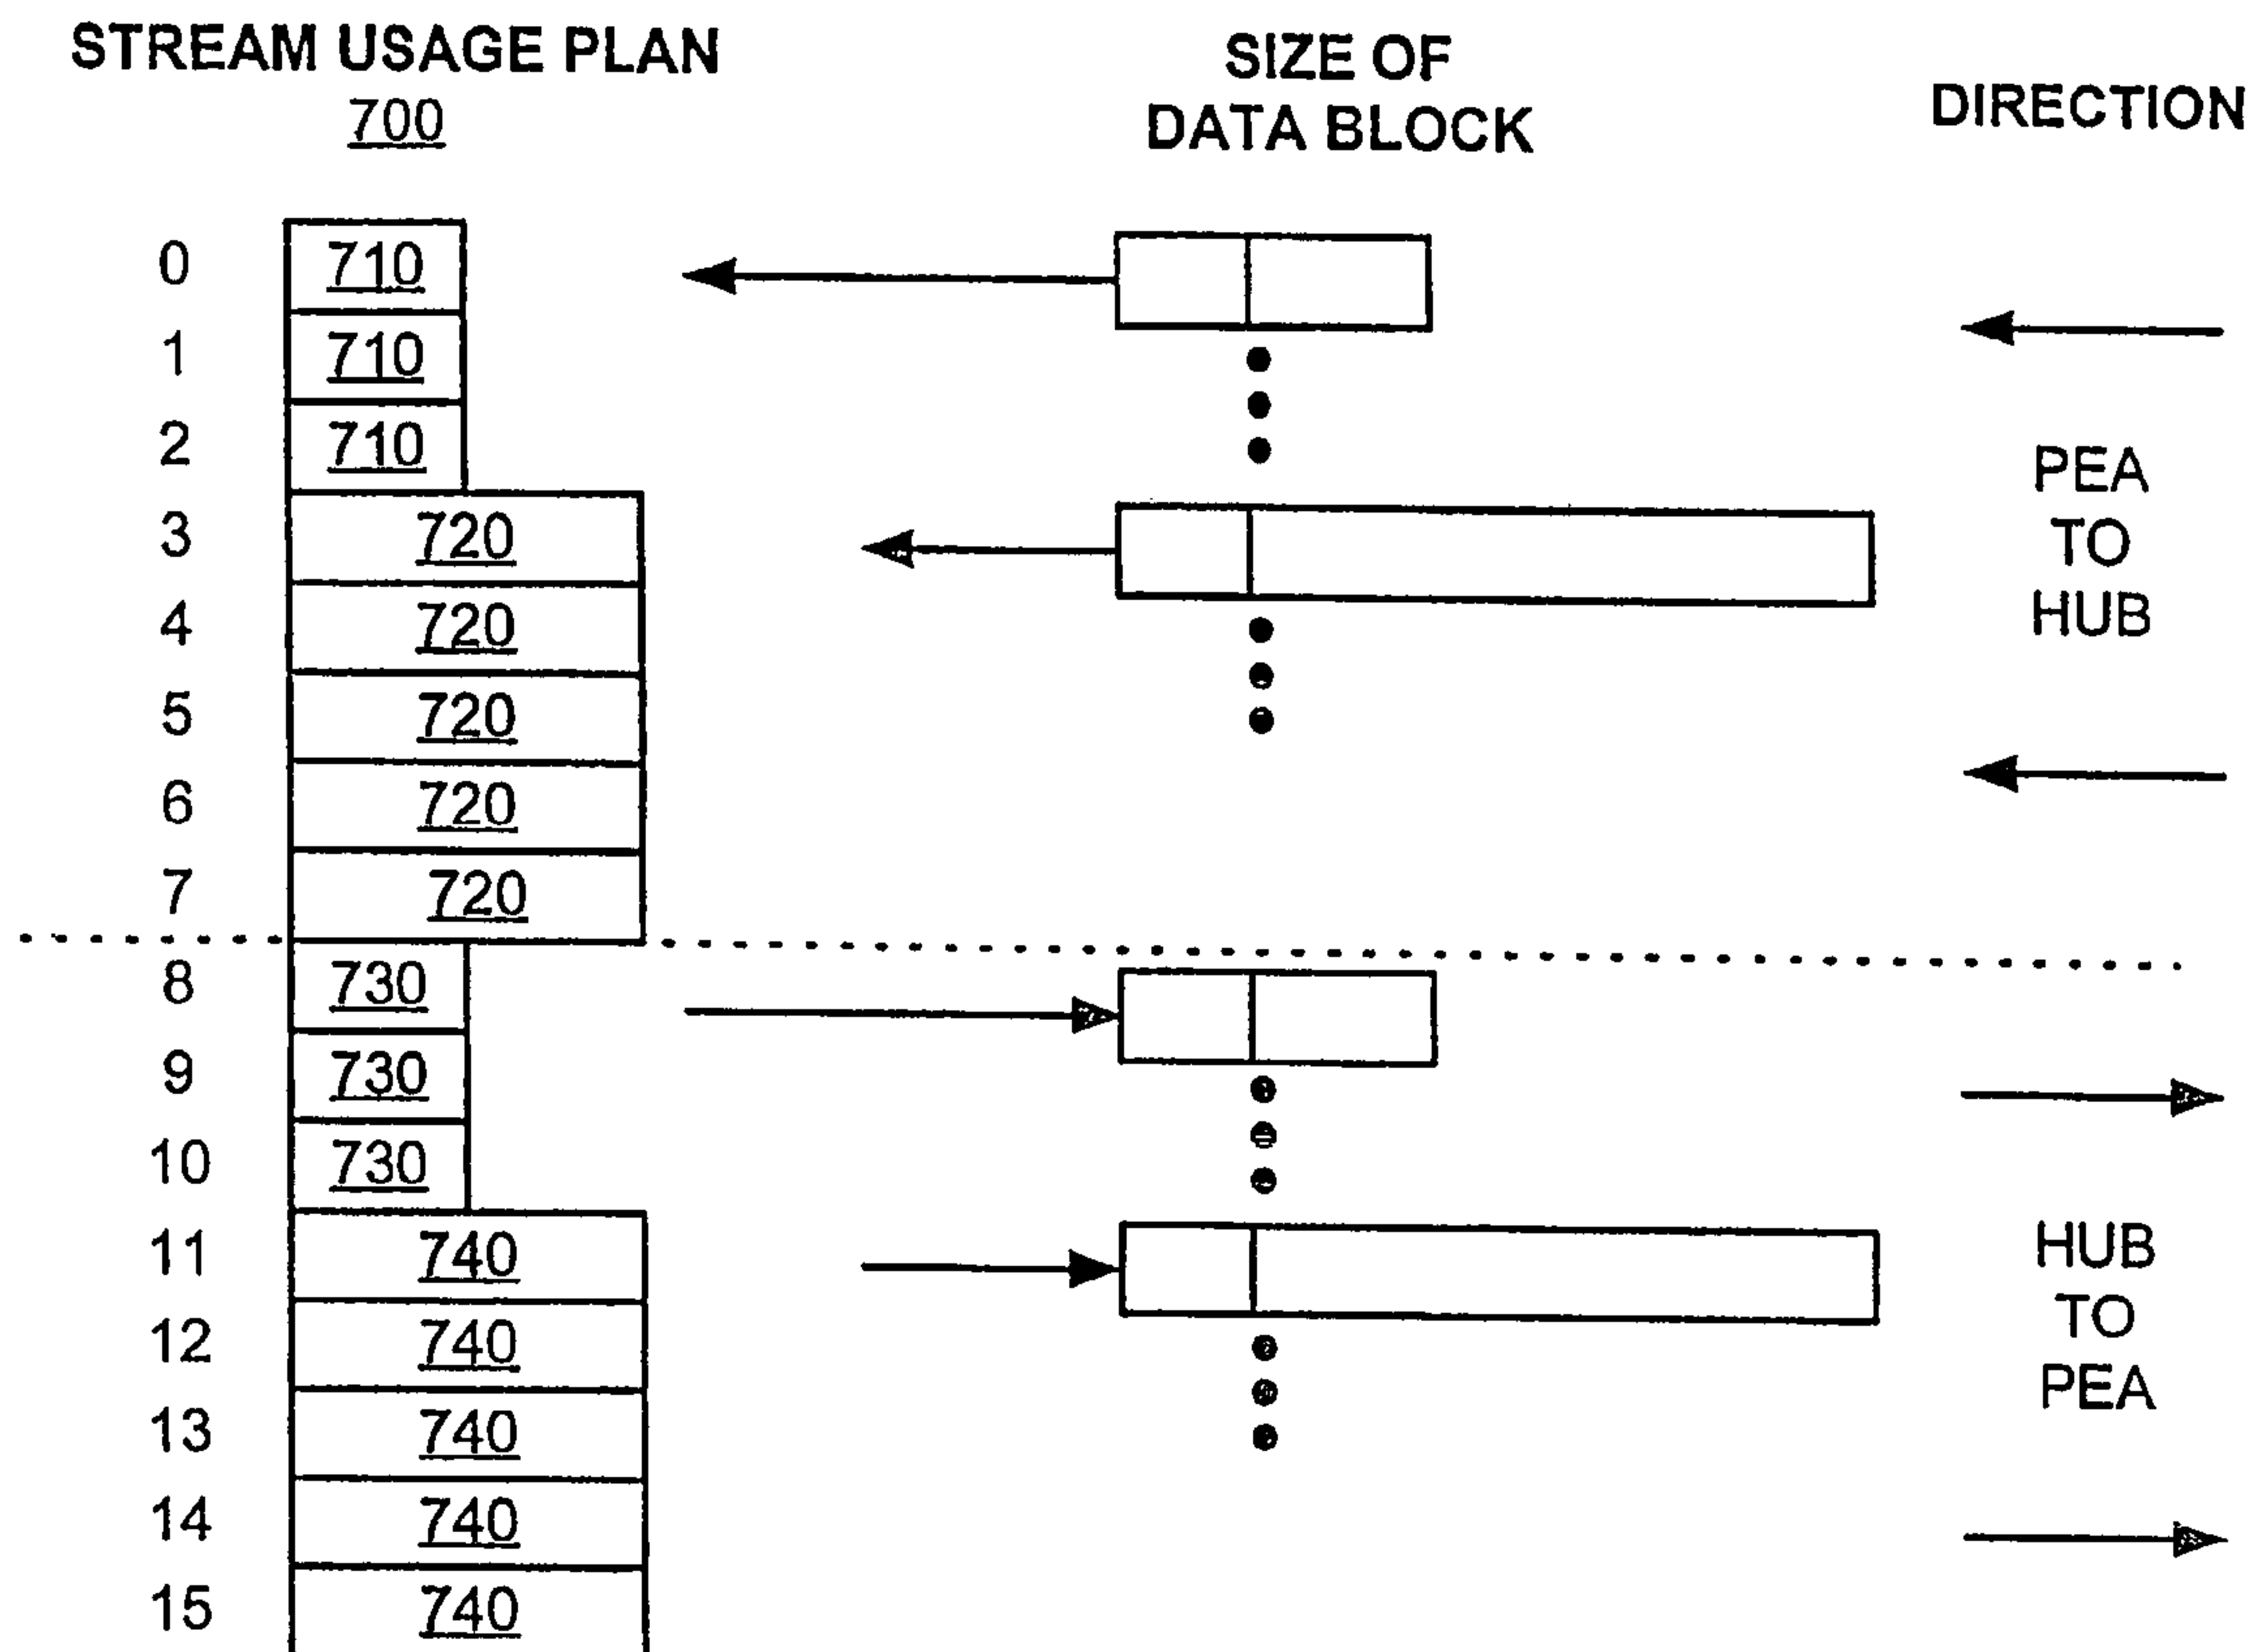 STREAM USAGE PLAN
700
SIZE OF
DATA BLOCK
DIRECTION
0 710
1 710
2 710
3 720
4 720
5 720
6 720
7 720
PEA
TO
HUB
8 730
9 730
10 730
11 740
12 740
13 740
14 740
15 740
HUB
TO
PEA